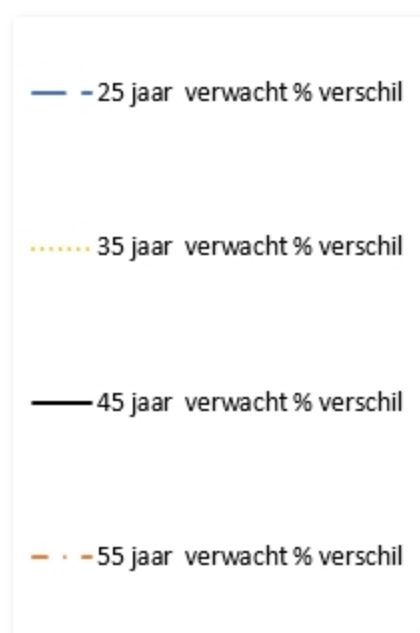 25 jaar verwacht % verschil
35 jaar verwacht % verschil
45 jaar verwacht % verschil
55 jaar verwacht % verschil